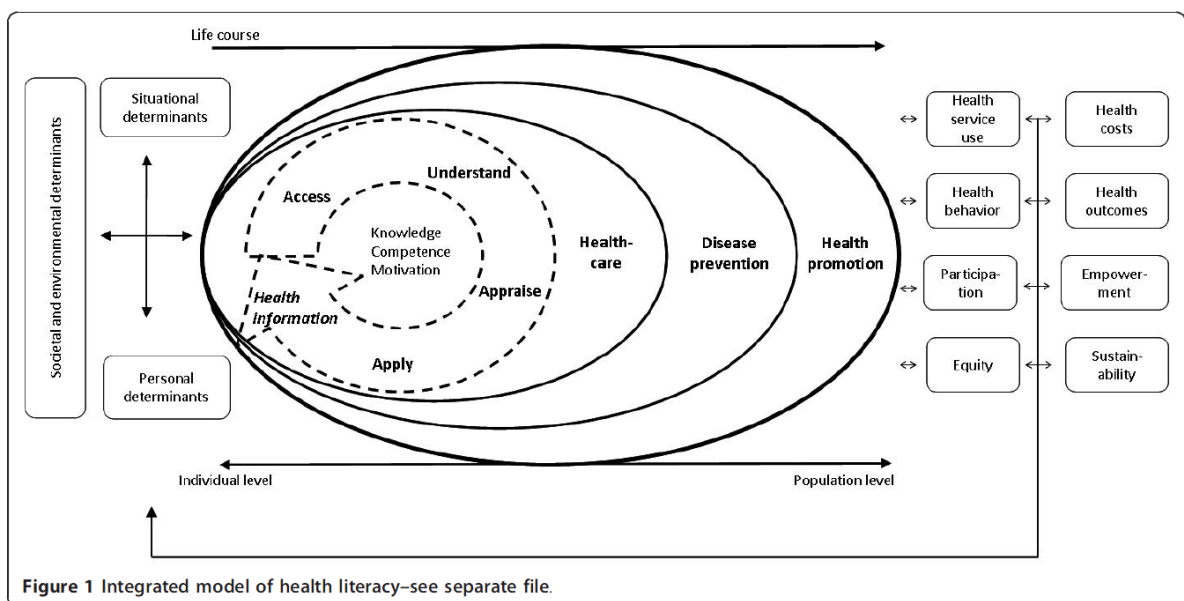 Life course
Societal and environmental determinants
Situational
determinants
Personal
determinants
Access
Understand
Knowledge
Competence
Motivation
Health
information
Appraise
Apply
Health-
care
Disease
prevention
Health
promotion
Health
service
use
Health
costs
Health
behavior
Health
outcomes
Participa-
tion
Empower-
ment
Equity
Sustain-
ability
Individual level
Population level
Figure 1 Integrated model of health literacy–see separate file.